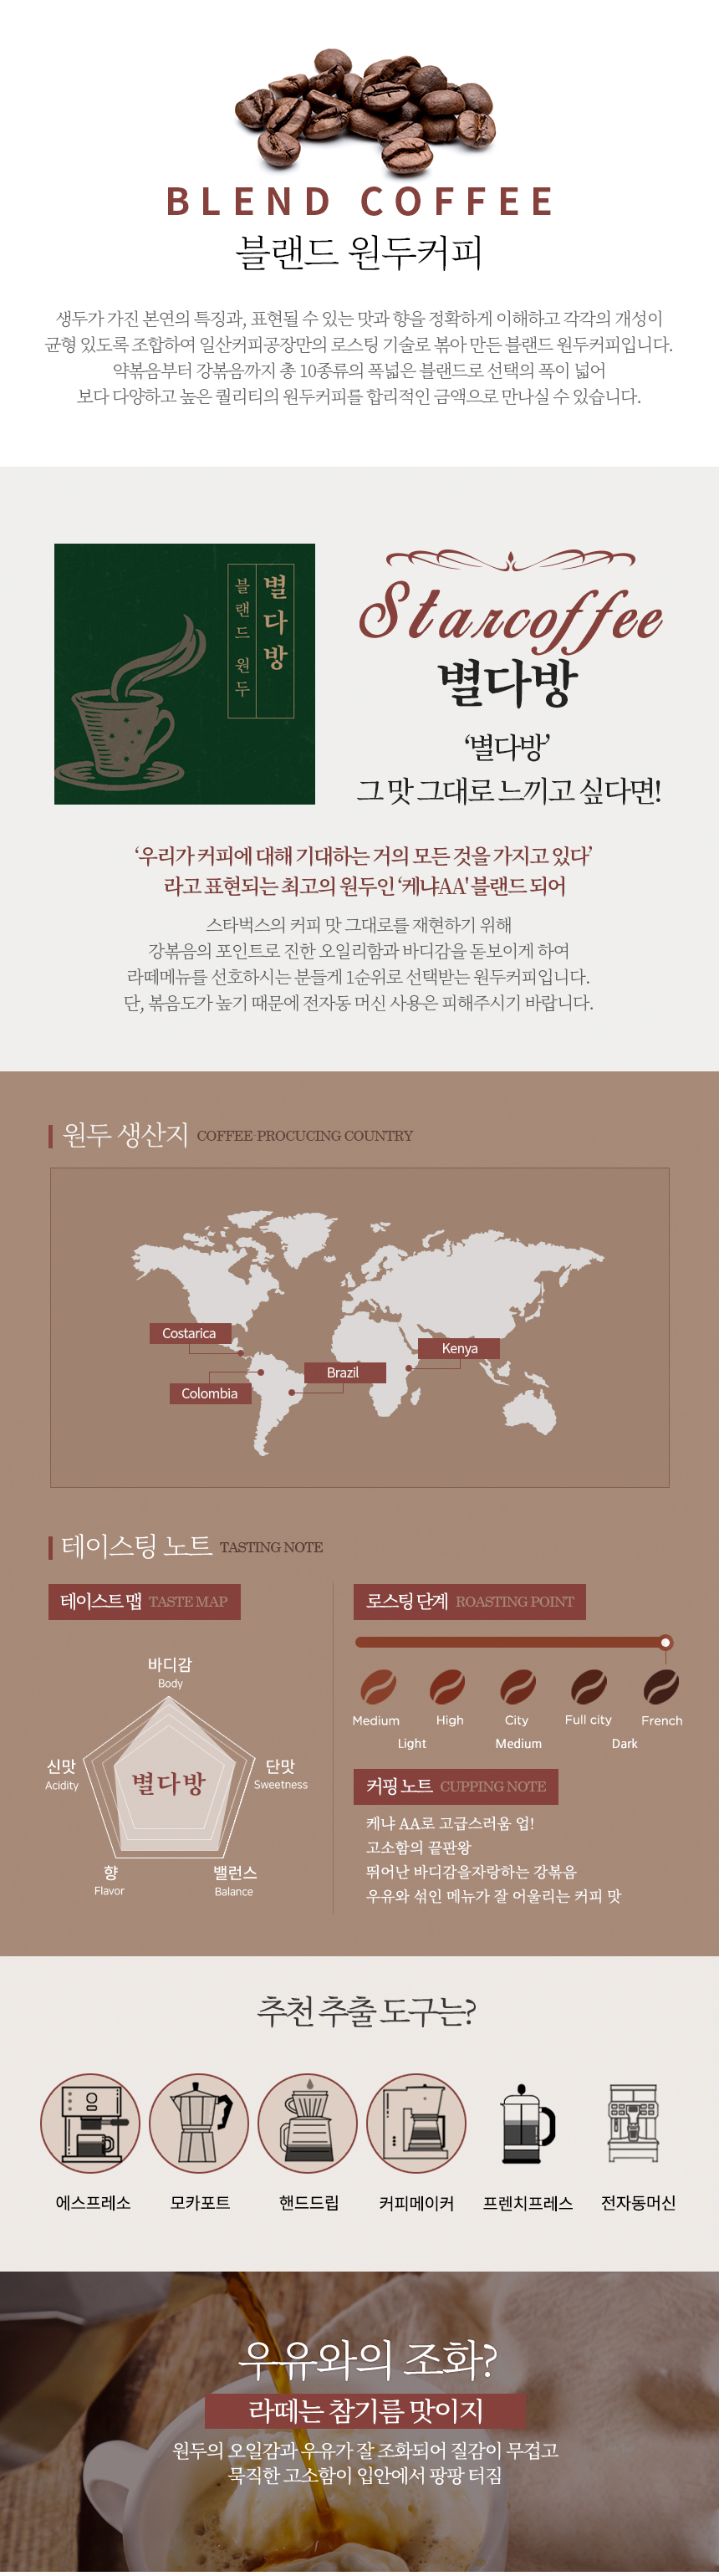 BLEND COFFEE
블랜드 원두커피
생두가 가진 본연의 특징과, 표현될 수 있는 맛과 향을 정확하게 이해하고 각각의 개성이
균형 있도록 조합하여 일산커피공장만의 로스팅 기술로 볶아 만든 블랜드 원두커피입니다.
약볶음부터 강볶음까지 총 10종류의 폭넓은 블랜드로 선택의 폭이 넓어
보다 다양하고 높은 퀄리티의 원두커피를 합리적인 금액으로 만나실 수 있습니다.
별다방
블랜드 원두
Starcoffee
별다방
‘별다방’
그 맛 그대로 느끼고 싶다면!
‘우리가 커피에 대해 기대하는 거의 모든 것을 가지고 있다’
라고 표현되는 최고의 원두인 ‘케냐AA' 블랜드 되어
스타벅스의 커피 맛 그대로를 재현하기 위해
강볶음의 포인트로 진한 오일리함과 바디감을 돋보이게 하여
라떼메뉴를 선호하시는 분들게 1순위로 선택받는 원두커피입니다.
단, 볶음도가 높기 때문에 전자동 머신 사용은 피해주시기 바랍니다.
원두 생산지 COFFEE-PROCUCING COUNTRY
Costarica
Kenya
Brazil
Colombia
테이스팅 노트 TASTING NOTE
테이스트 맵 TASTE MAP
바디감
Body
신맛
Acidity
단맛
Sweetness
별다방
향
Flavor
밸런스
Balance
로스팅 단계 ROASTING POINT
Medium High City Full city French
Light Medium Dark
커핑 노트 CUPPING NOTE
케냐 AA로 고급스러움 업!
고소함의 끝판왕
뛰어난 바디감을자랑하는 강볶음
우유와 섞인 메뉴가 잘 어울리는 커피 맛
추천 추출 도구는?
에스프레소 모카포트 핸드드립 커피메이커 프렌치프레스 전자동머신
우유와의 조화?
라떼는 참기름 맛이지
원두의 오일감과 우유가 잘 조화되어 질감이 무겁고
묵직한 고소함이 입안에서 팡팡 터짐